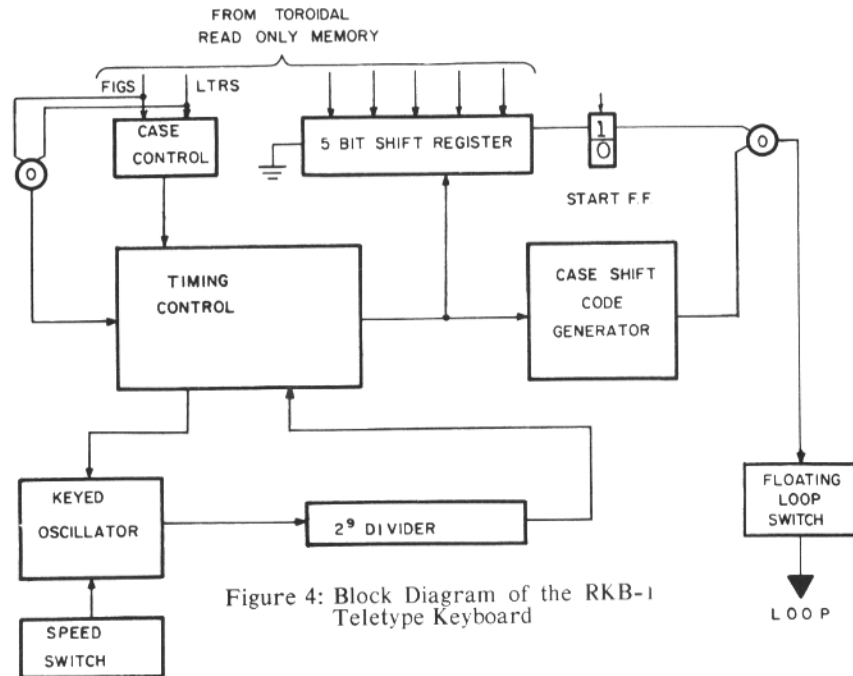 FROM TOROIDAL
READ ONLY MEMORY
FIGS
LTRS
CASE
CONTROL
5 BIT SHIFT REGISTER
1
0
START F.F
O
O
TIMING
CONTROL
CASE SHIFT
CODE
GENERATOR
KEYED
OSCILLATOR
2⁹ DIVIDER
FLOATING
LOOP
SWITCH
SPEED
SWITCH
LOOP
Figure 4: Block Diagram of the RKB-1
Teletype Keyboard